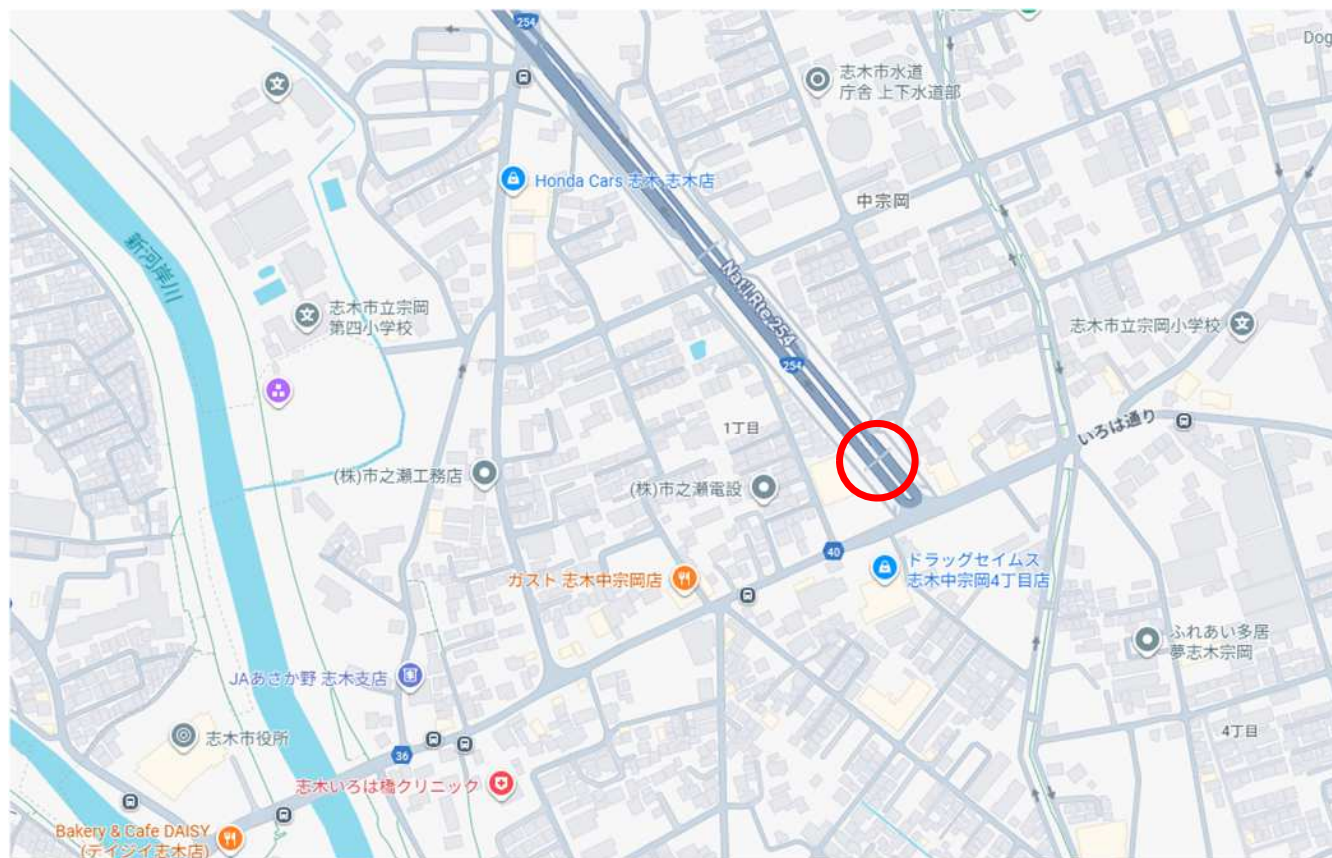 254
Dog
志木市水道
庁舎 上下水道部
Honda Cars 志木 志木店
中宗岡
新河岸川
Nat'l Rte 254
志木市立宗岡
第四小学校
志木市立宗岡小学校
254
1丁目
いろは通り
(株)市之瀬工務店
(株)市之瀬電設
40
ドラッグセイムス
志木中宗岡4丁目店
ガスト 志木中宗岡店
ふれあい多居
夢志木宗岡
JAあさか野 志木支店
志木市役所
4丁目
36
志木いろは橋クリニック
Bakery & Cafe DAISY
(デイジイ志木店)